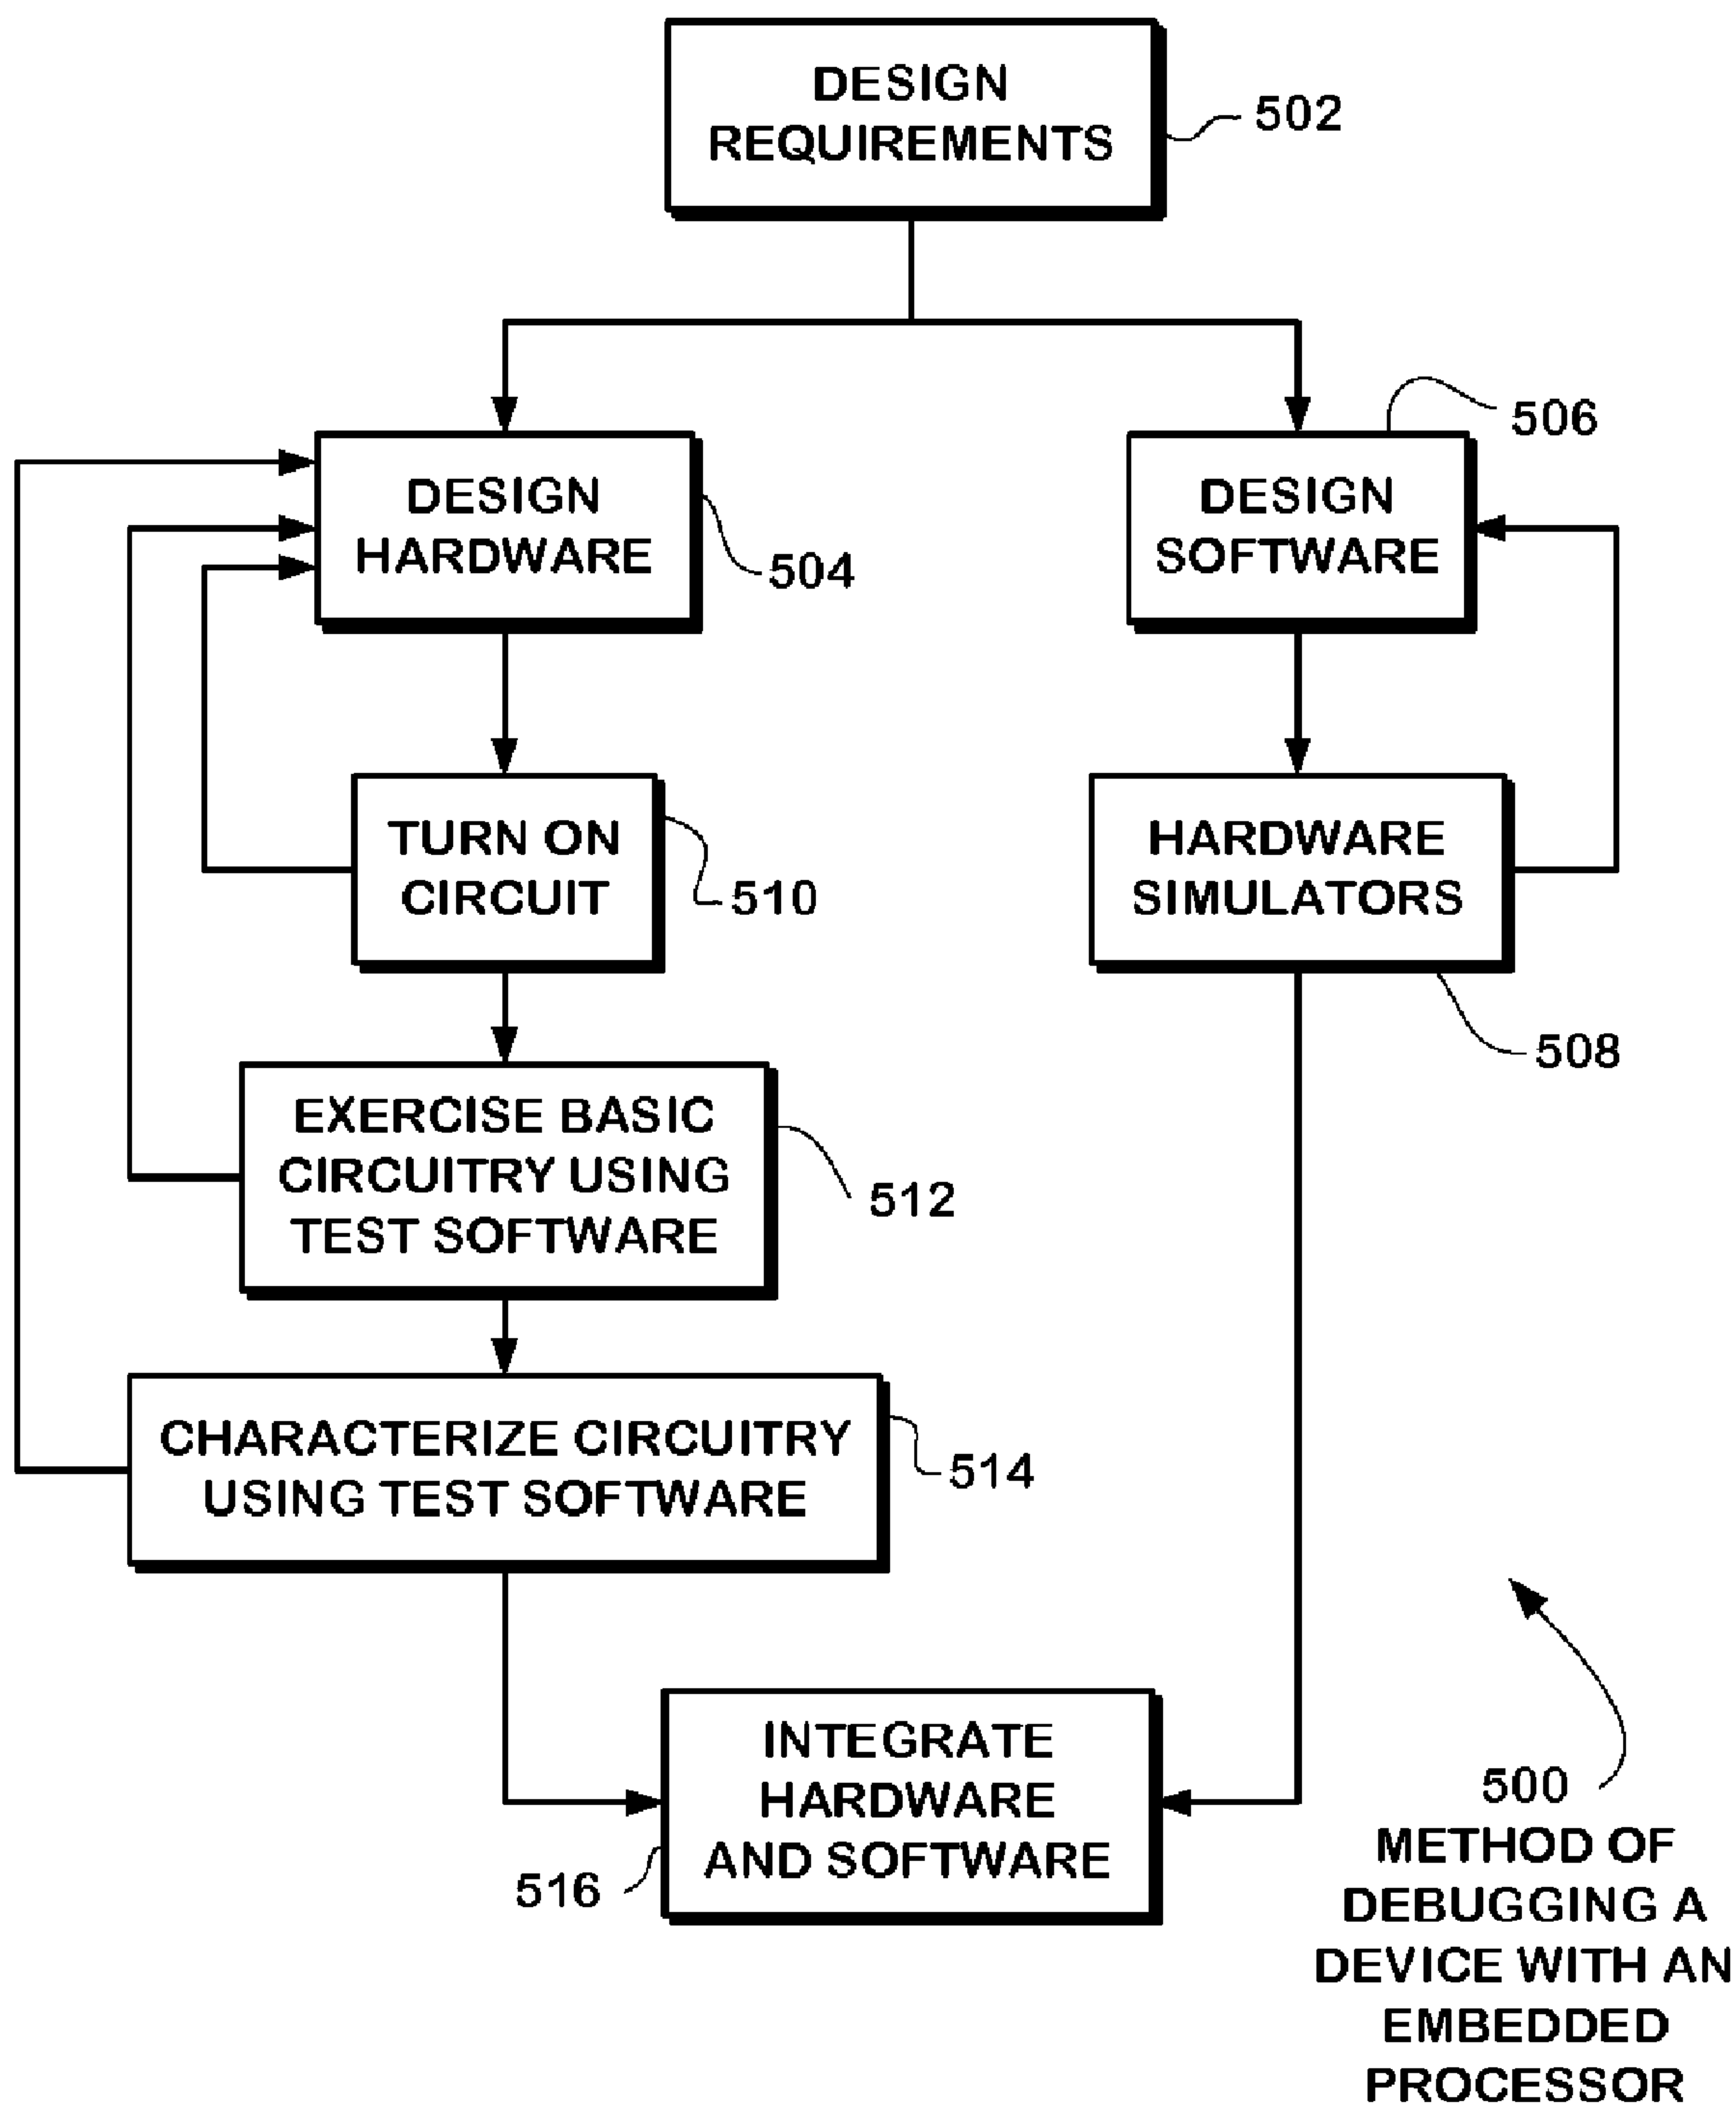 DESIGN
REQUIREMENTS
502
DESIGN
HARDWARE
504
DESIGN
SOFTWARE
506
TURN ON
CIRCUIT
510
HARDWARE
SIMULATORS
508
EXERCISE BASIC
CIRCUITRY USING
TEST SOFTWARE
512
CHARACTERIZE CIRCUITRY
USING TEST SOFTWARE
514
INTEGRATE
HARDWARE
AND SOFTWARE
516
500
METHOD OF
DEBUGGING A
DEVICE WITH AN
EMBEDDED
PROCESSOR